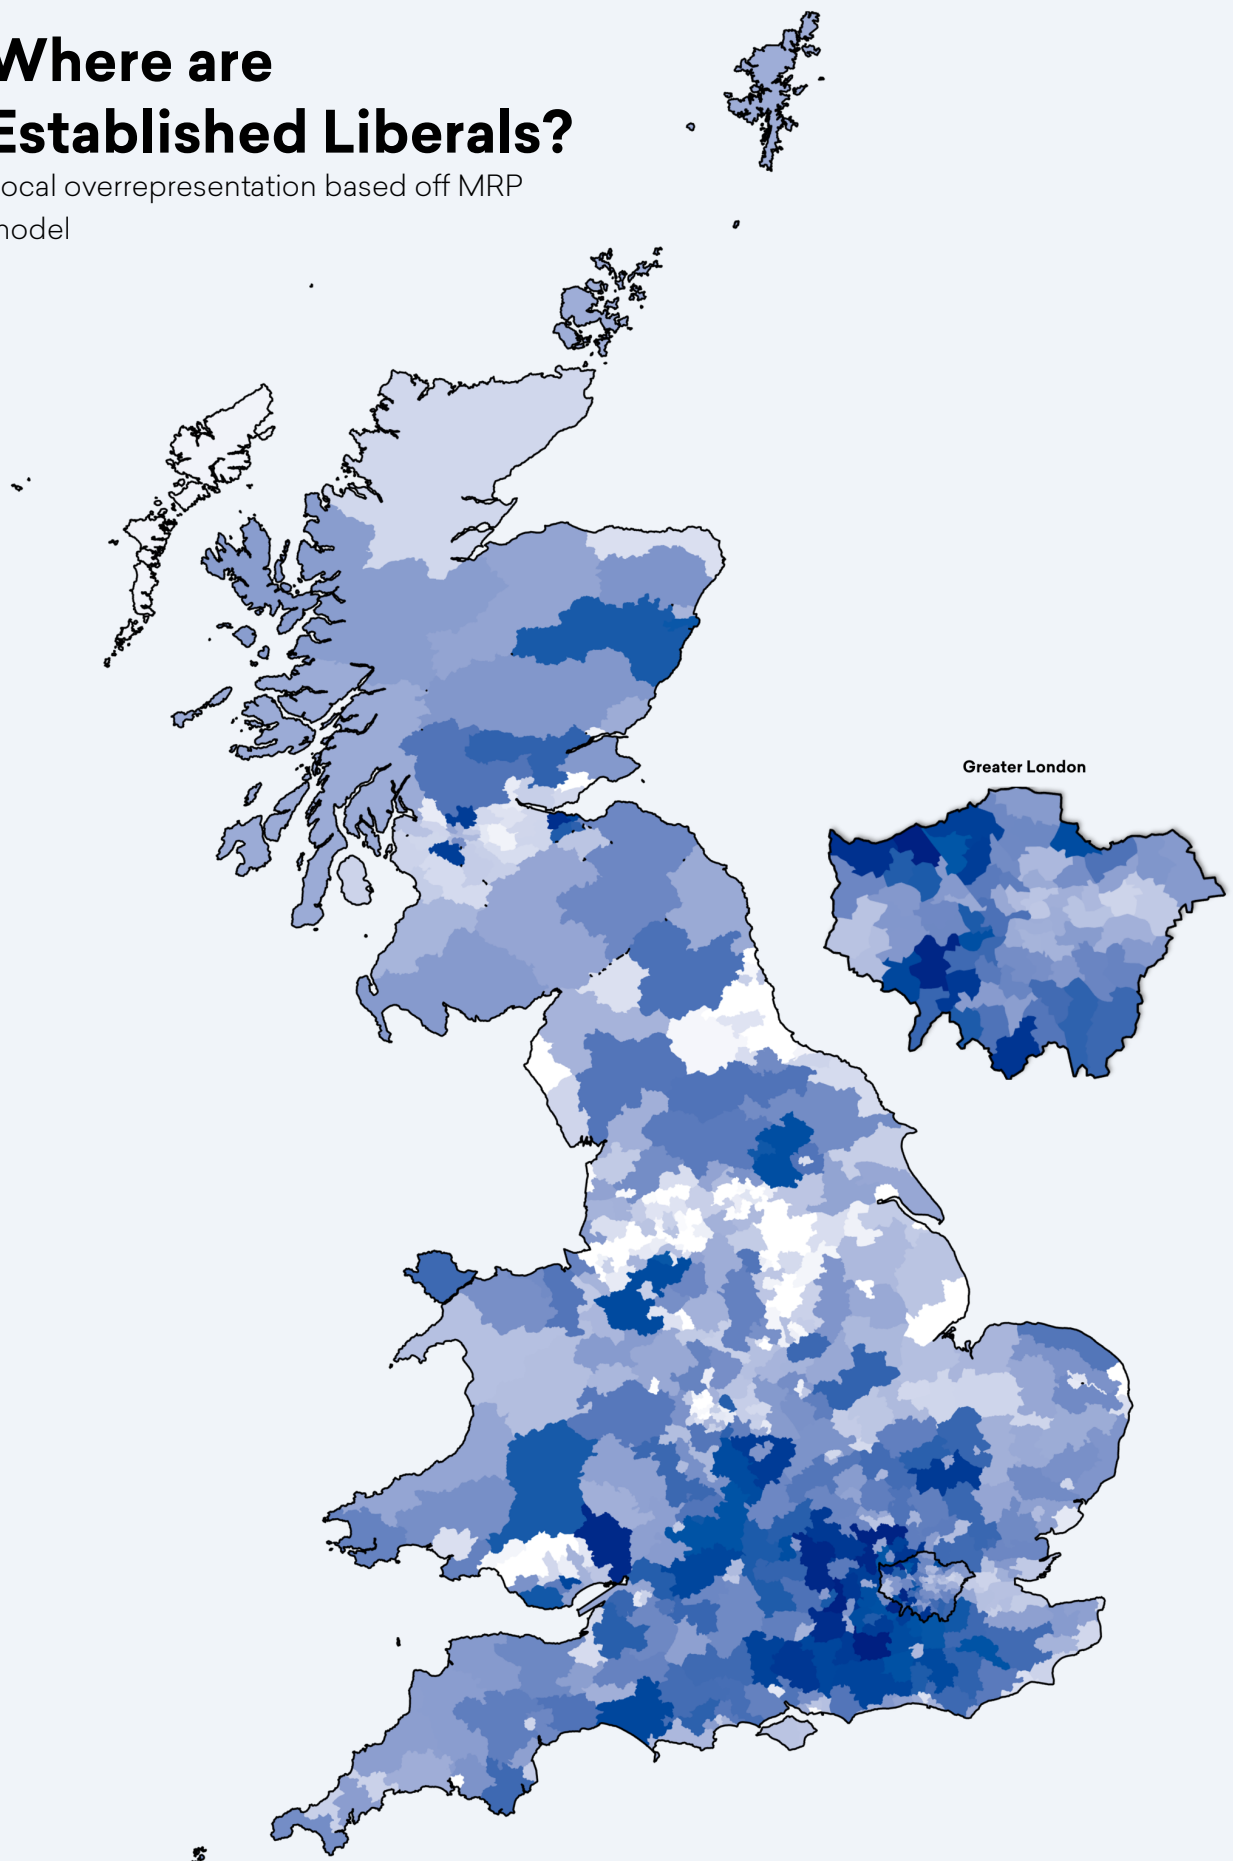 Where are
Established Liberals?
ocal overrepresentation based off MRP
nodel
Greater London